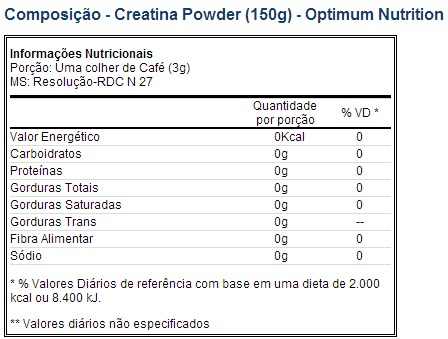 Composição - Creatina Powder (150g) - Optimum Nutrition
Informações Nutricionais
Porção: Uma colher de Café (3g)
MS: Resolução-RDC N 27
Quantidade por porção % VD *
Valor Energético 0Kcal 0
Carboidratos 0g 0
Proteínas 0g 0
Gorduras Totais 0g 0
Gorduras Saturadas 0g 0
Gorduras Trans 0g --
Fibra Alimentar 0g 0
Sódio 0g 0
* % Valores Diários de referência com base em uma dieta de 2.000
kcal ou 8.400 kJ.
** Valores diários não especificados